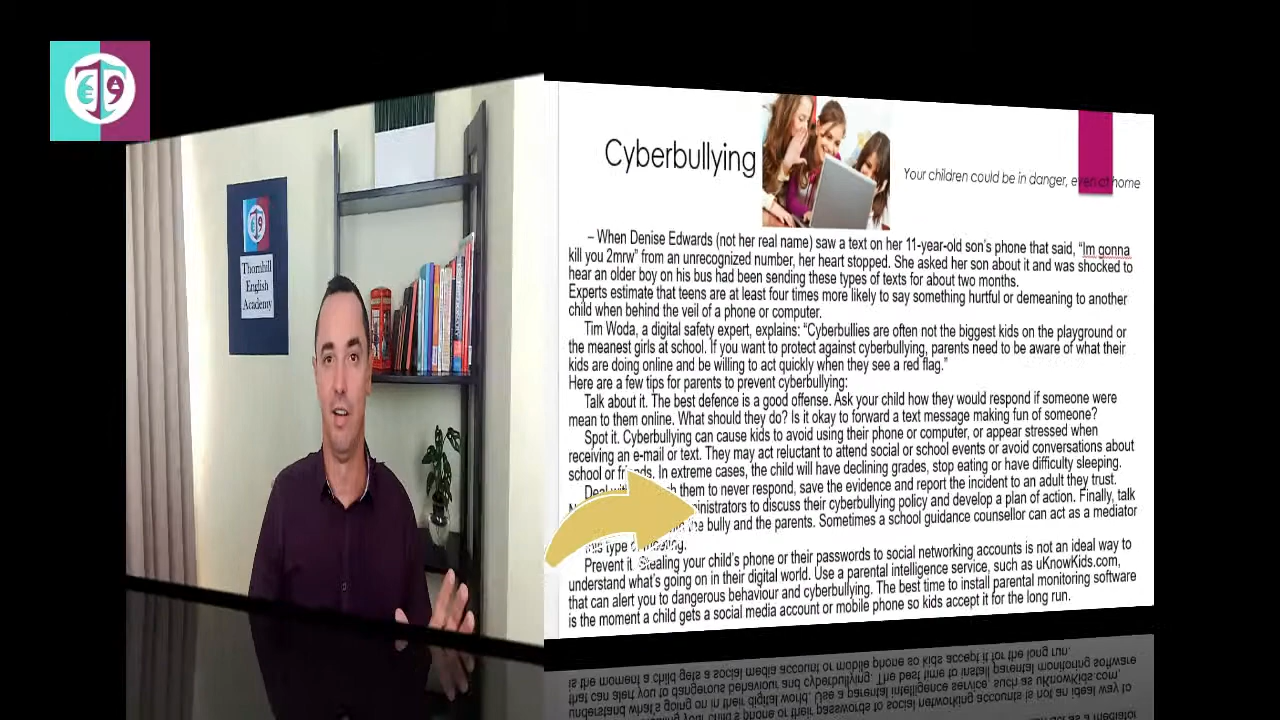 Thornhill
English
Academy
Cyberbullying
Your children could be in danger, even at home
– When Denise Edwards (not her real name) saw a text on her 11-year-old son's phone that said, “Im gonna
kill you 2mrw” from an unrecognized number, her heart stopped. She asked her son about it and was shocked to
hear an older boy on his bus had been sending these types of texts for about two months.
Experts estimate that teens are at least four times more likely to say something hurtful or demeaning to another
child when behind the veil of a phone or computer.
Tim Woda, a digital safety expert, explains: “Cyberbullies are often not the biggest kids on the playground or
the meanest girls at school. If you want to protect against cyberbullying, parents need to be aware of what their
kids are doing online and be willing to act quickly when they see a red flag.”
Here are a few tips for parents to prevent cyberbullying:
Talk about it. The best defence is a good offense. Ask your child how they would respond if someone were
mean to them online. What should they do? Is it okay to forward a text message making fun of someone?
Spot it. Cyberbullying can cause kids to avoid using their phone or computer, or appear stressed when
receiving an e-mail or text. They may act reluctant to attend social or school events or avoid conversations about
school or friends. In extreme cases, the child will have declining grades, stop eating or have difficulty sleeping.
Deal them to never respond, save the evidence and report the incident to an adult they trust.
to discuss their cyberbullying policy and develop a plan of action. Finally, talk
the bully and the parents. Sometimes a school guidance counsellor can act as a mediator
this type of meeting.
Prevent it. Stealing your child's phone or their passwords to social networking accounts is not an ideal way to
understand what's going on in their digital world. Use a parental intelligence service, such as uKnowKids.com,
that can alert you to dangerous behaviour and cyberbullying. The best time to install parental monitoring software
is the moment a child gets a social media account or mobile phone so kids accept it for the long run.